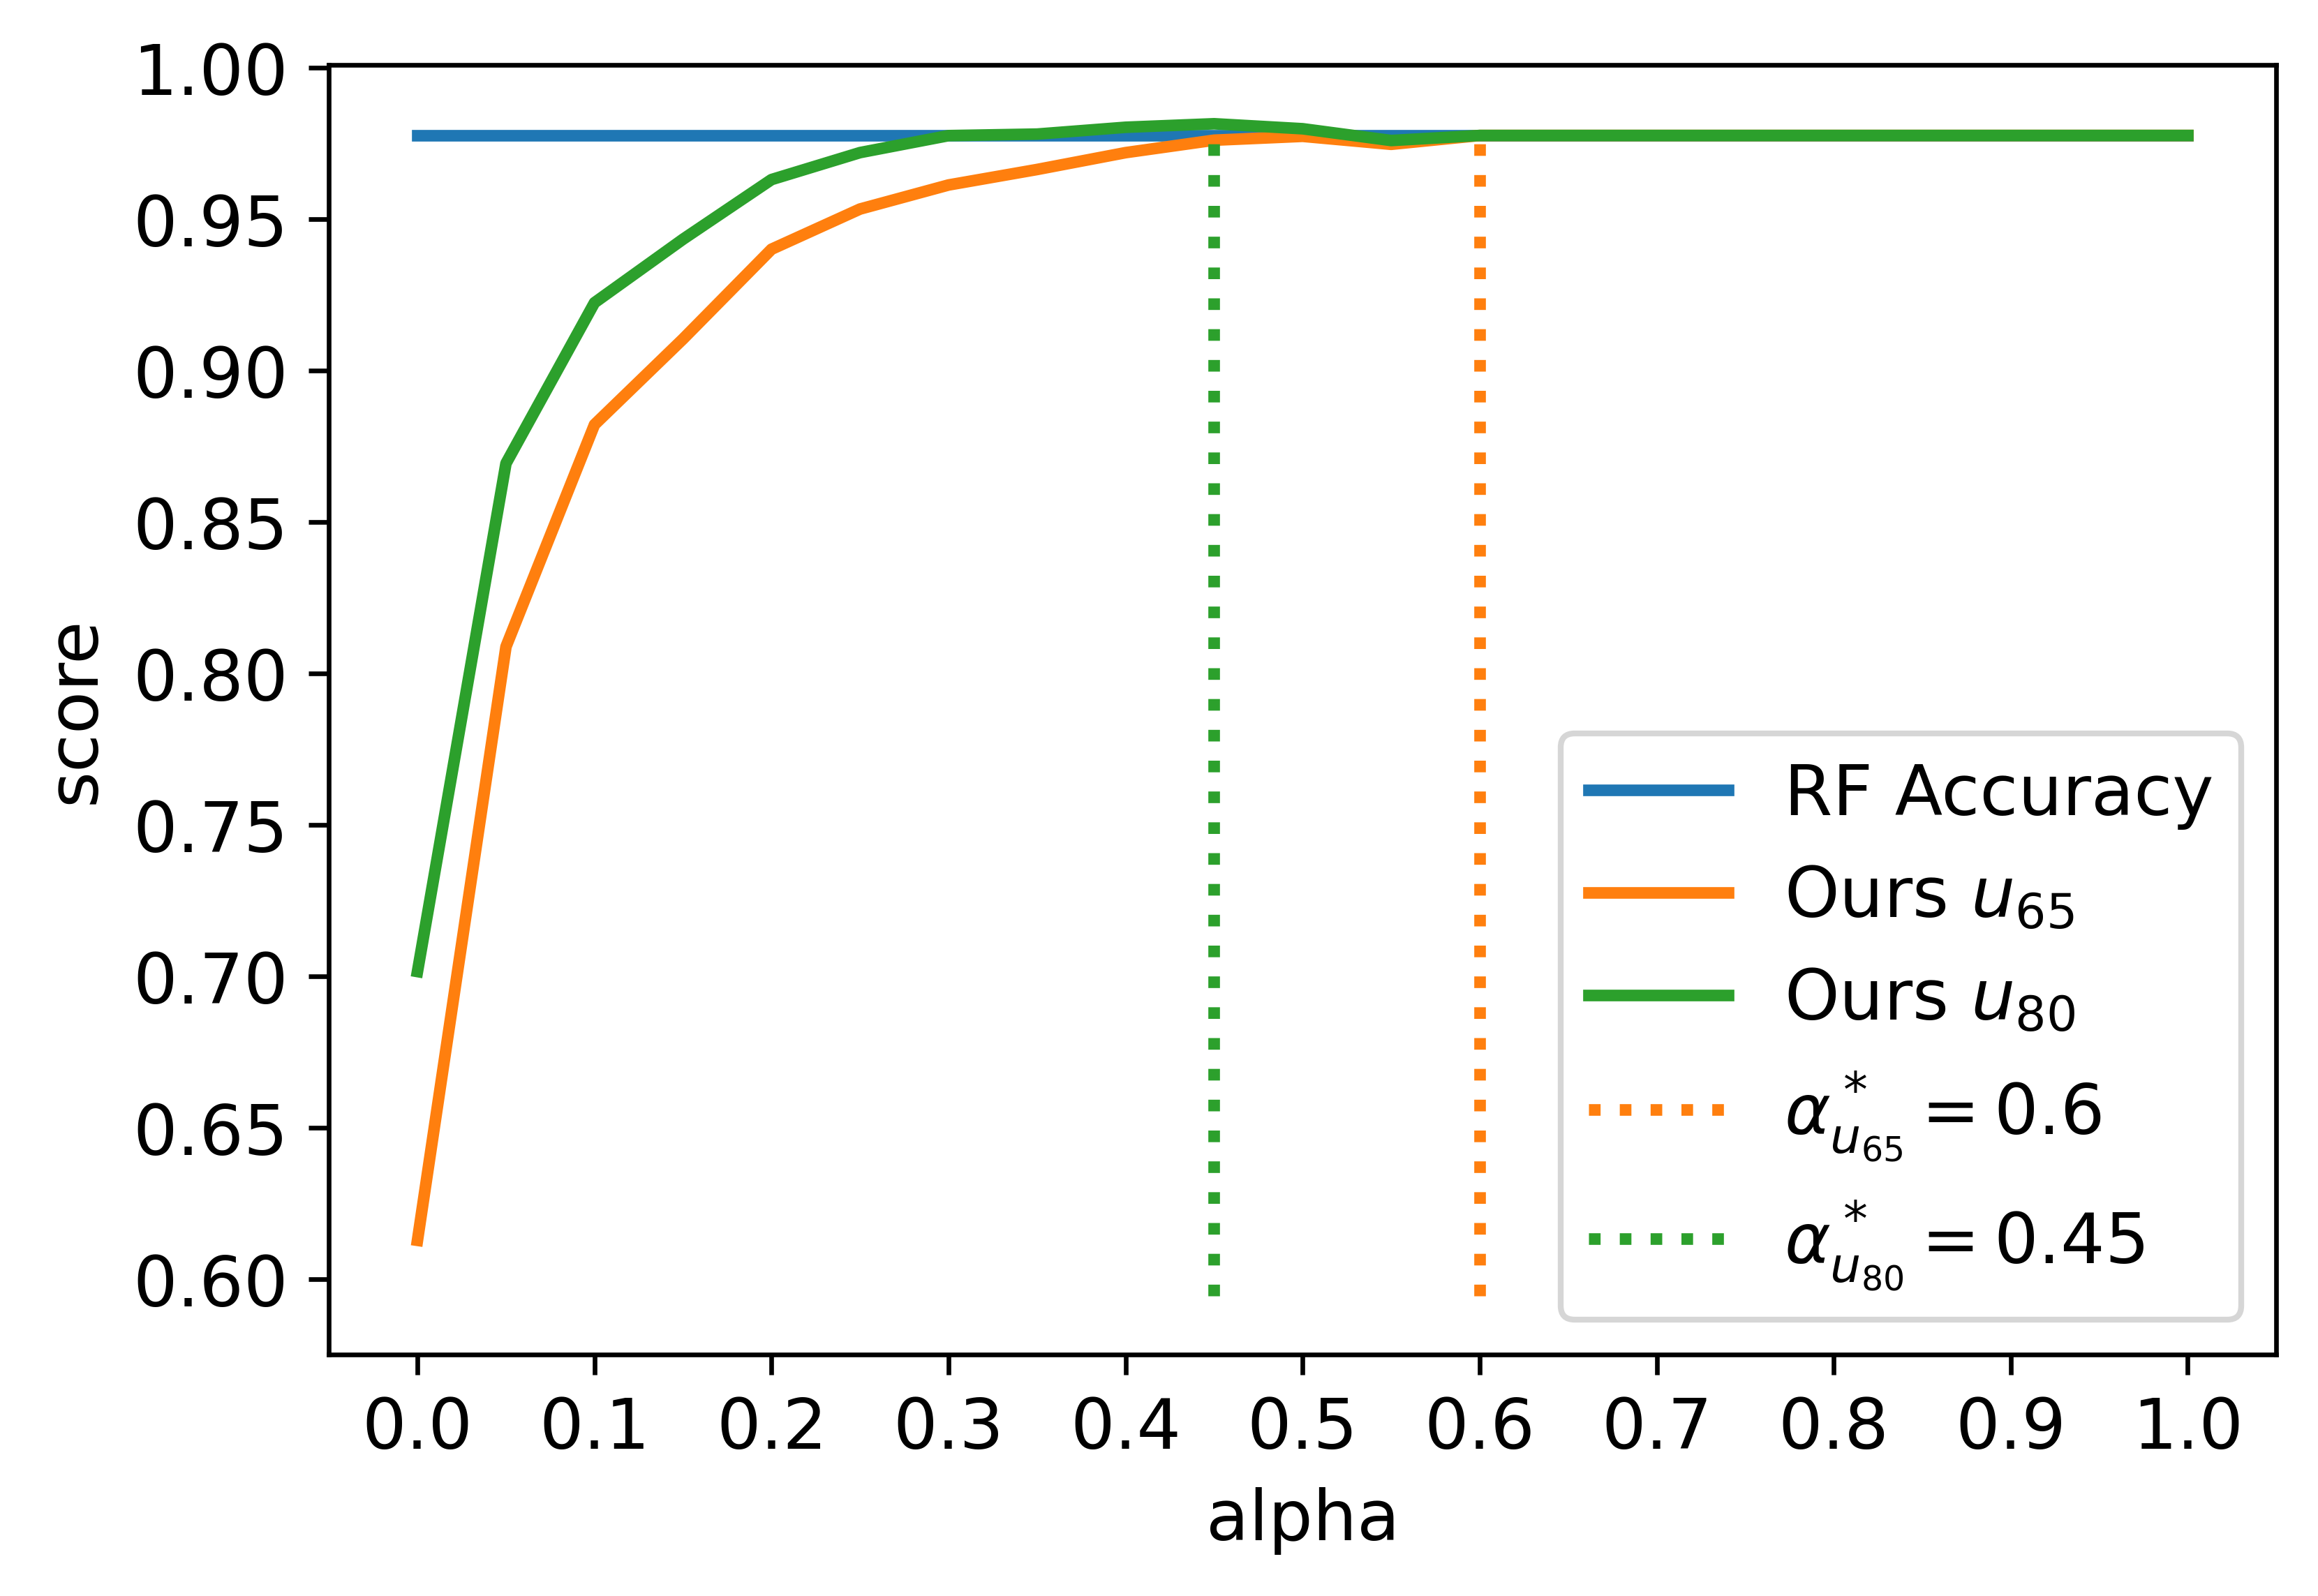 1.00
0.95
0.90
0.85
0.80
0.75
0.70
0.65
0.60
score
0.0 0.1 0.2 0.3 0.4 0.5 0.6 0.7 0.8 0.9 1.0
alpha
RF Accuracy
Ours u₆₅
Ours u₈₀
α*u₆₅ = 0.6
α*u₈₀ = 0.45